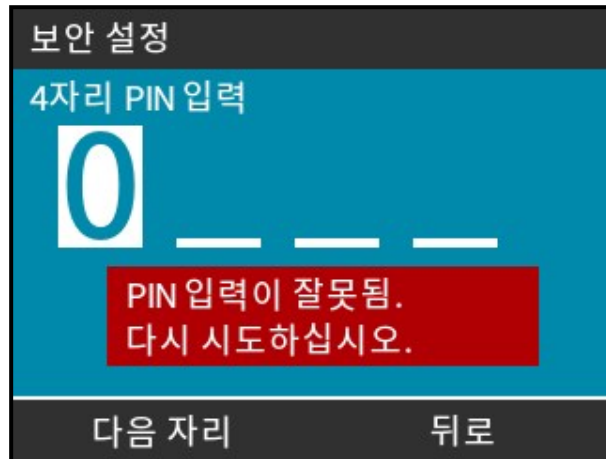 보안 설정
4자리 PIN 입력
0 _ _ _
PIN 입력이 잘못됨.
다시 시도하십시오.
다음 자리 뒤로